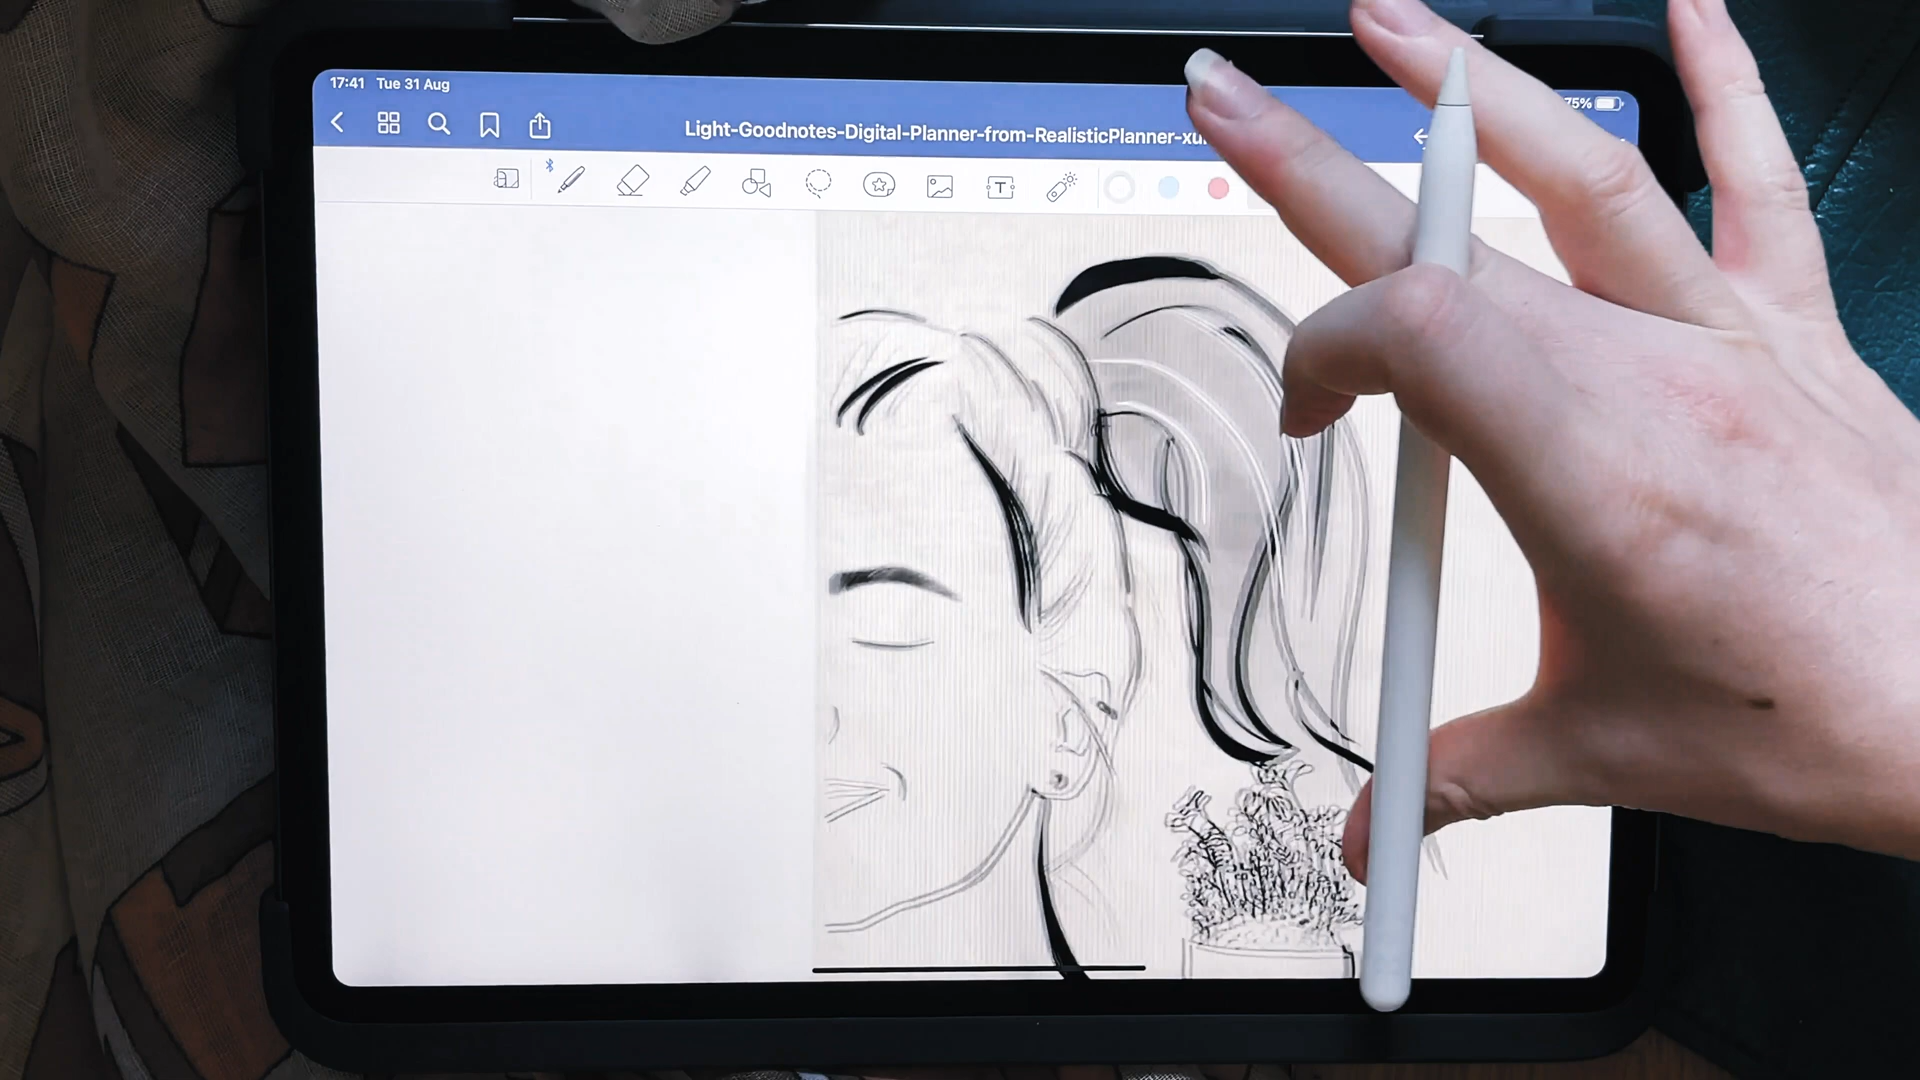 17:41 Tue 31 Aug
75%
Light-Goodnotes-Digital-Planner-from-RealisticPlanner-xu
T